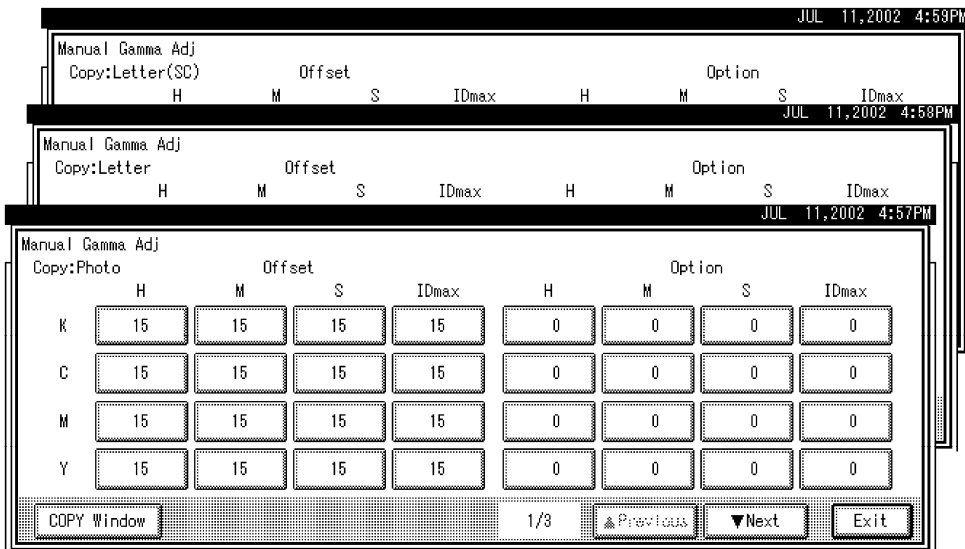 JUL 11,2002 4:59PM
Manual Gamma Adj
Copy:Letter(SC) Offset Option
H M S IDmax H M S IDmax
JUL 11,2002 4:58PM
Manual Gamma Adj
Copy:Letter Offset Option
H M S IDmax H M S IDmax
JUL 11,2002 4:57PM
Manual Gamma Adj
Copy:Photo Offset Option
H M S IDmax H M S IDmax
K 15 15 15 15 0 0 0 0
C 15 15 15 15 0 0 0 0
M 15 15 15 15 0 0 0 0
Y 15 15 15 15 0 0 0 0
COPY Window 1/3 ▲Previous ▼Next Exit